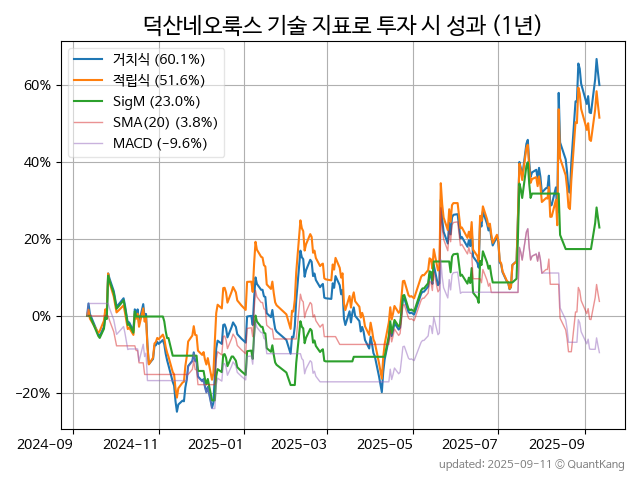 덕산네오룩스 기술 지표로 투자 시 성과 (1년)
거치식 (60.1%)
적립식 (51.6%)
SigM (23.0%)
SMA(20) (3.8%)
MACD (−9.6%)
60%
40%
20%
0%
−20%
2024-09 2024-11 2025-01 2025-03 2025-05 2025-07 2025-09
updated: 2025-09-11 © QuantKang